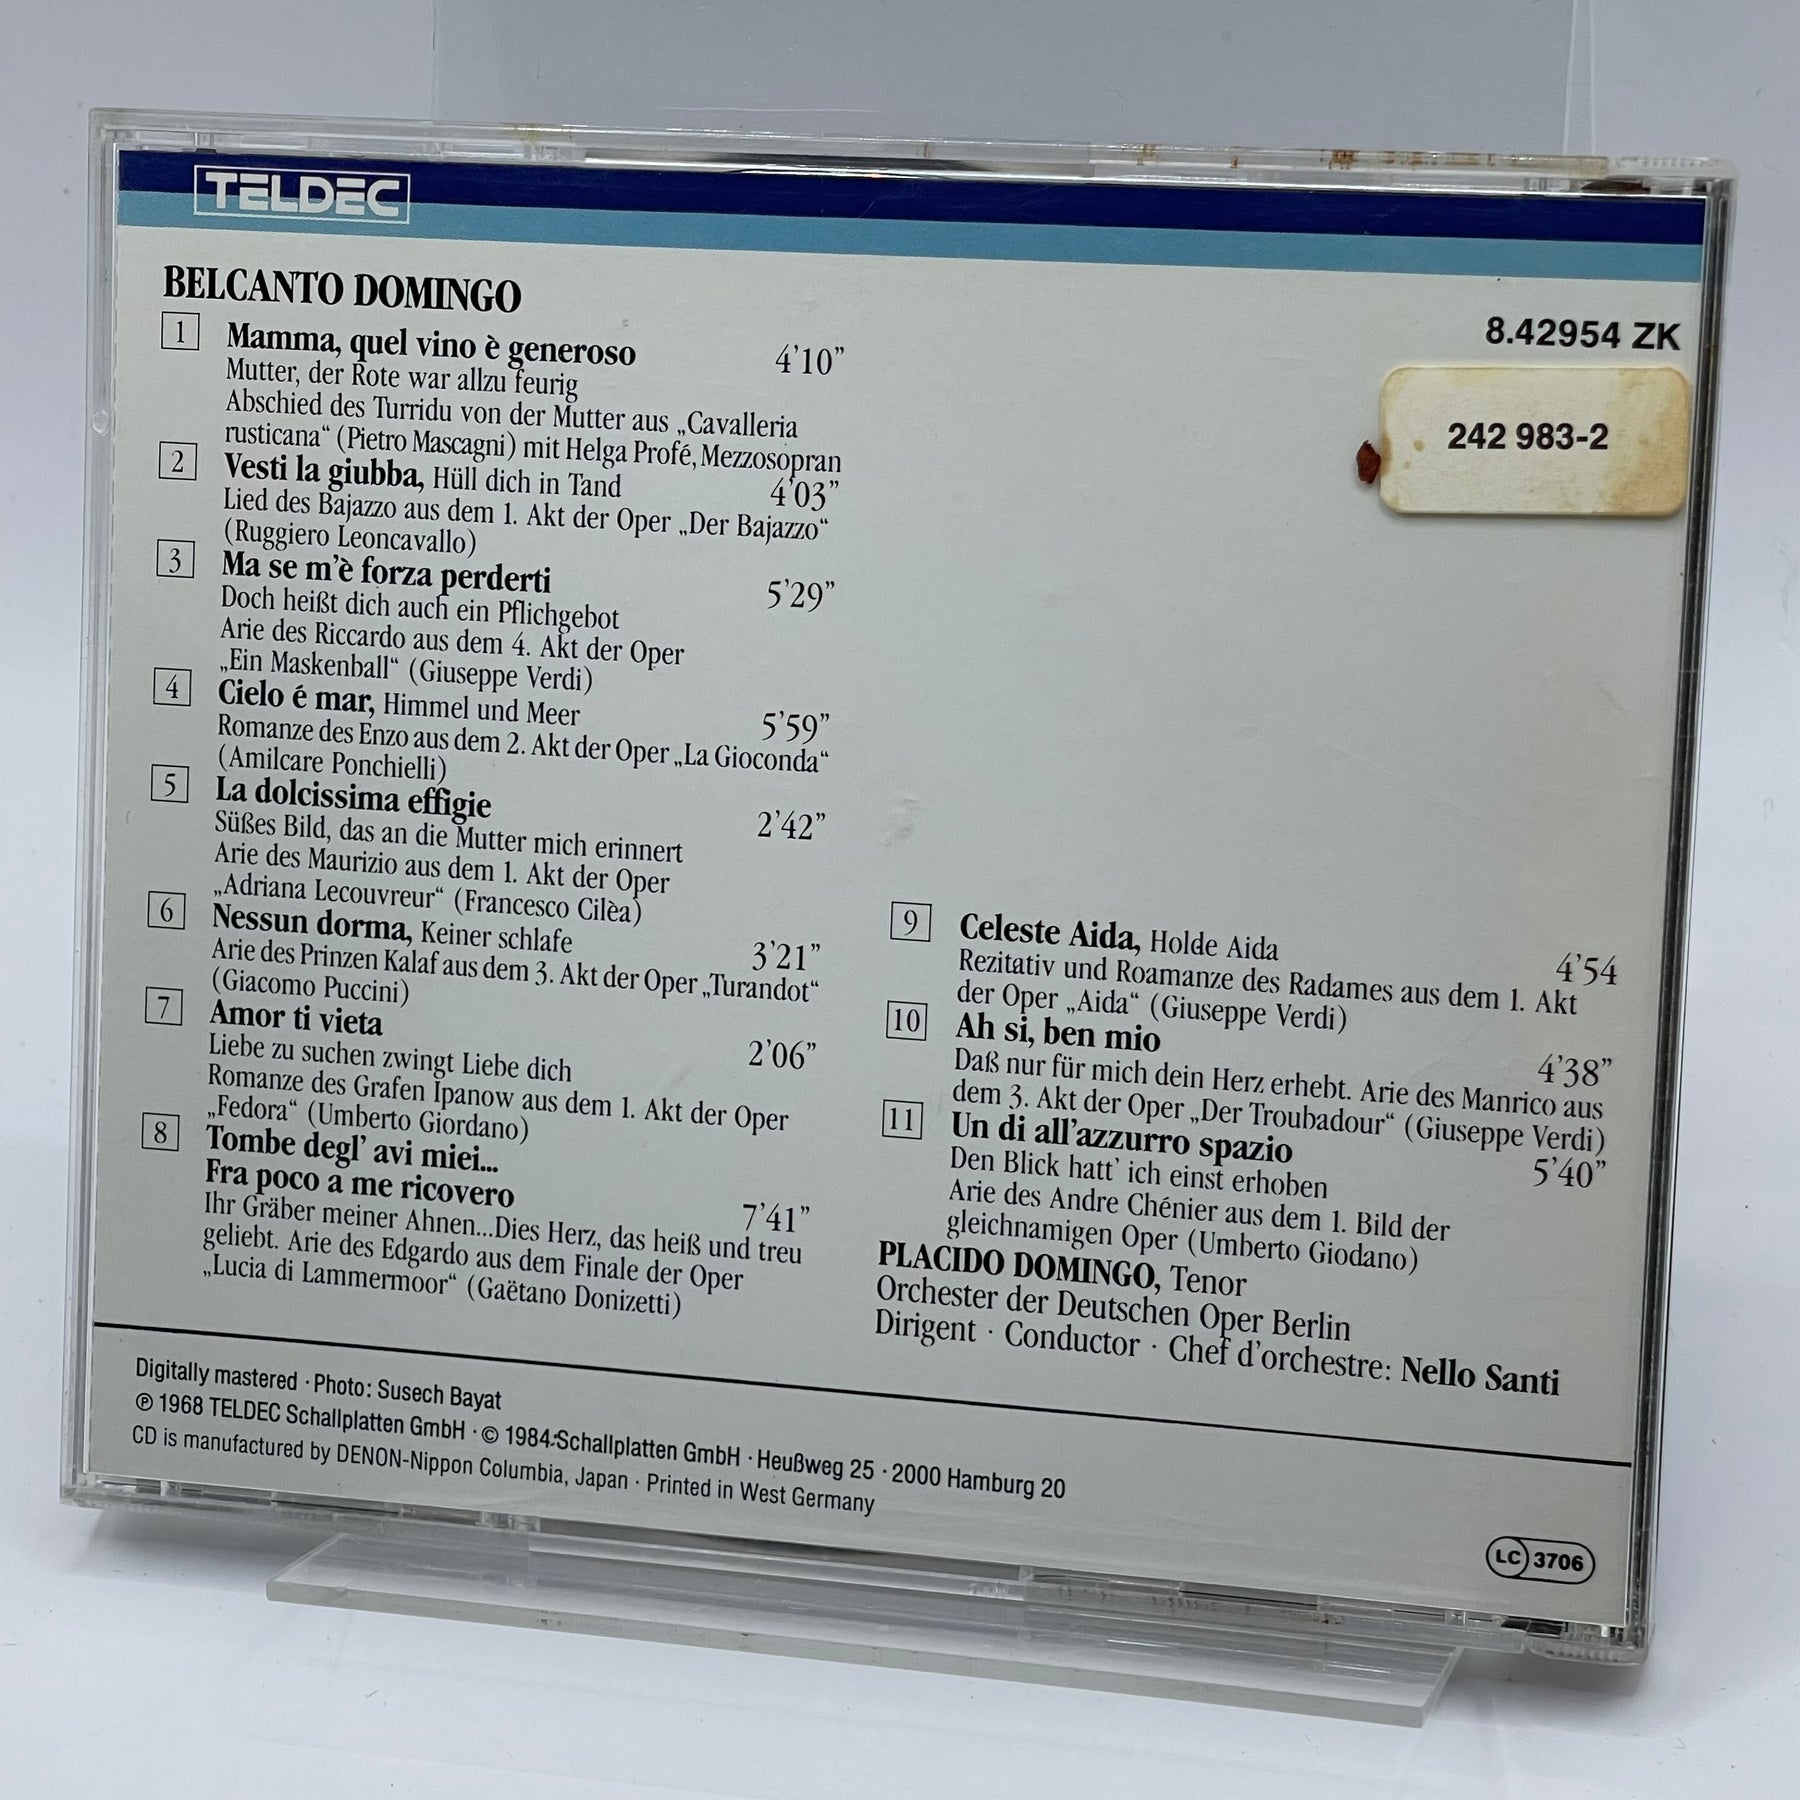 TELDEC
BELCANTO DOMINGO
8.42954 ZK
242 983-2
1 Mamma, quel vino è generoso 4'10"
Mutter, der Rote war allzu feurig
Abschied des Turridu von der Mutter aus „Cavalleria
rusticana“ (Pietro Mascagni) mit Helga Profé, Mezzosopran
2 Vesti la giubba, Hüll dich in Tand 4'03"
Lied des Bajazzo aus dem 1. Akt der Oper „Der Bajazzo“
(Ruggiero Leoncavallo)
3 Ma se m'è forza perderti 5'29"
Doch heißt dich auch ein Pflichgebot
Arie des Riccardo aus dem 4. Akt der Oper
„Ein Maskenball“ (Giuseppe Verdi)
4 Cielo é mar, Himmel und Meer 5'59"
Romanze des Enzo aus dem 2. Akt der Oper „La Gioconda“
(Amilcare Ponchielli)
5 La dolcissima effigie 2'42"
Süßes Bild, das an die Mutter mich erinnert
Arie des Maurizio aus dem 1. Akt der Oper
„Adriana Lecouvreur“ (Francesco Cilèa)
6 Nessun dorma, Keiner schlafe 3'21"
Arie des Prinzen Kalaf aus dem 3. Akt der Oper „Turandot“
(Giacomo Puccini)
7 Amor ti vieta 2'06"
Liebe zu suchen zwingt Liebe dich
Romanze des Grafen Ipanow aus dem 1. Akt der Oper
„Fedora“ (Umberto Giordano)
8 Tombe degl' avi miei...
Fra poco a me ricovero 7'41"
Ihr Gräber meiner Ahnen...Dies Herz, das heiß und treu
geliebt. Arie des Edgardo aus dem Finale der Oper
„Lucia di Lammermoor“ (Gaëtano Donizetti)
9 Celeste Aida, Holde Aida 4'54
Rezitativ und Roamanze des Radames aus dem 1. Akt
der Oper „Aida“ (Giuseppe Verdi)
10 Ah si, ben mio 4'38"
Daß nur für mich dein Herz erhebt. Arie des Manrico aus
dem 3. Akt der Oper „Der Troubadour“ (Giuseppe Verdi)
11 Un di all'azzurro spazio 5'40"
Den Blick hatt' ich einst erhoben
Arie des Andre Chénier aus dem 1. Bild der
gleichnamigen Oper (Umberto Giodano)
PLACIDO DOMINGO, Tenor
Orchester der Deutschen Oper Berlin
Dirigent · Conductor · Chef d'orchestre: Nello Santi
Digitally mastered · Photo: Susech Bayat
℗ 1968 TELDEC Schallplatten GmbH · © 1984 Schallplatten GmbH · Heußweg 25 · 2000 Hamburg 20
CD is manufactured by DENON-Nippon Columbia, Japan · Printed in West Germany
LC 3706